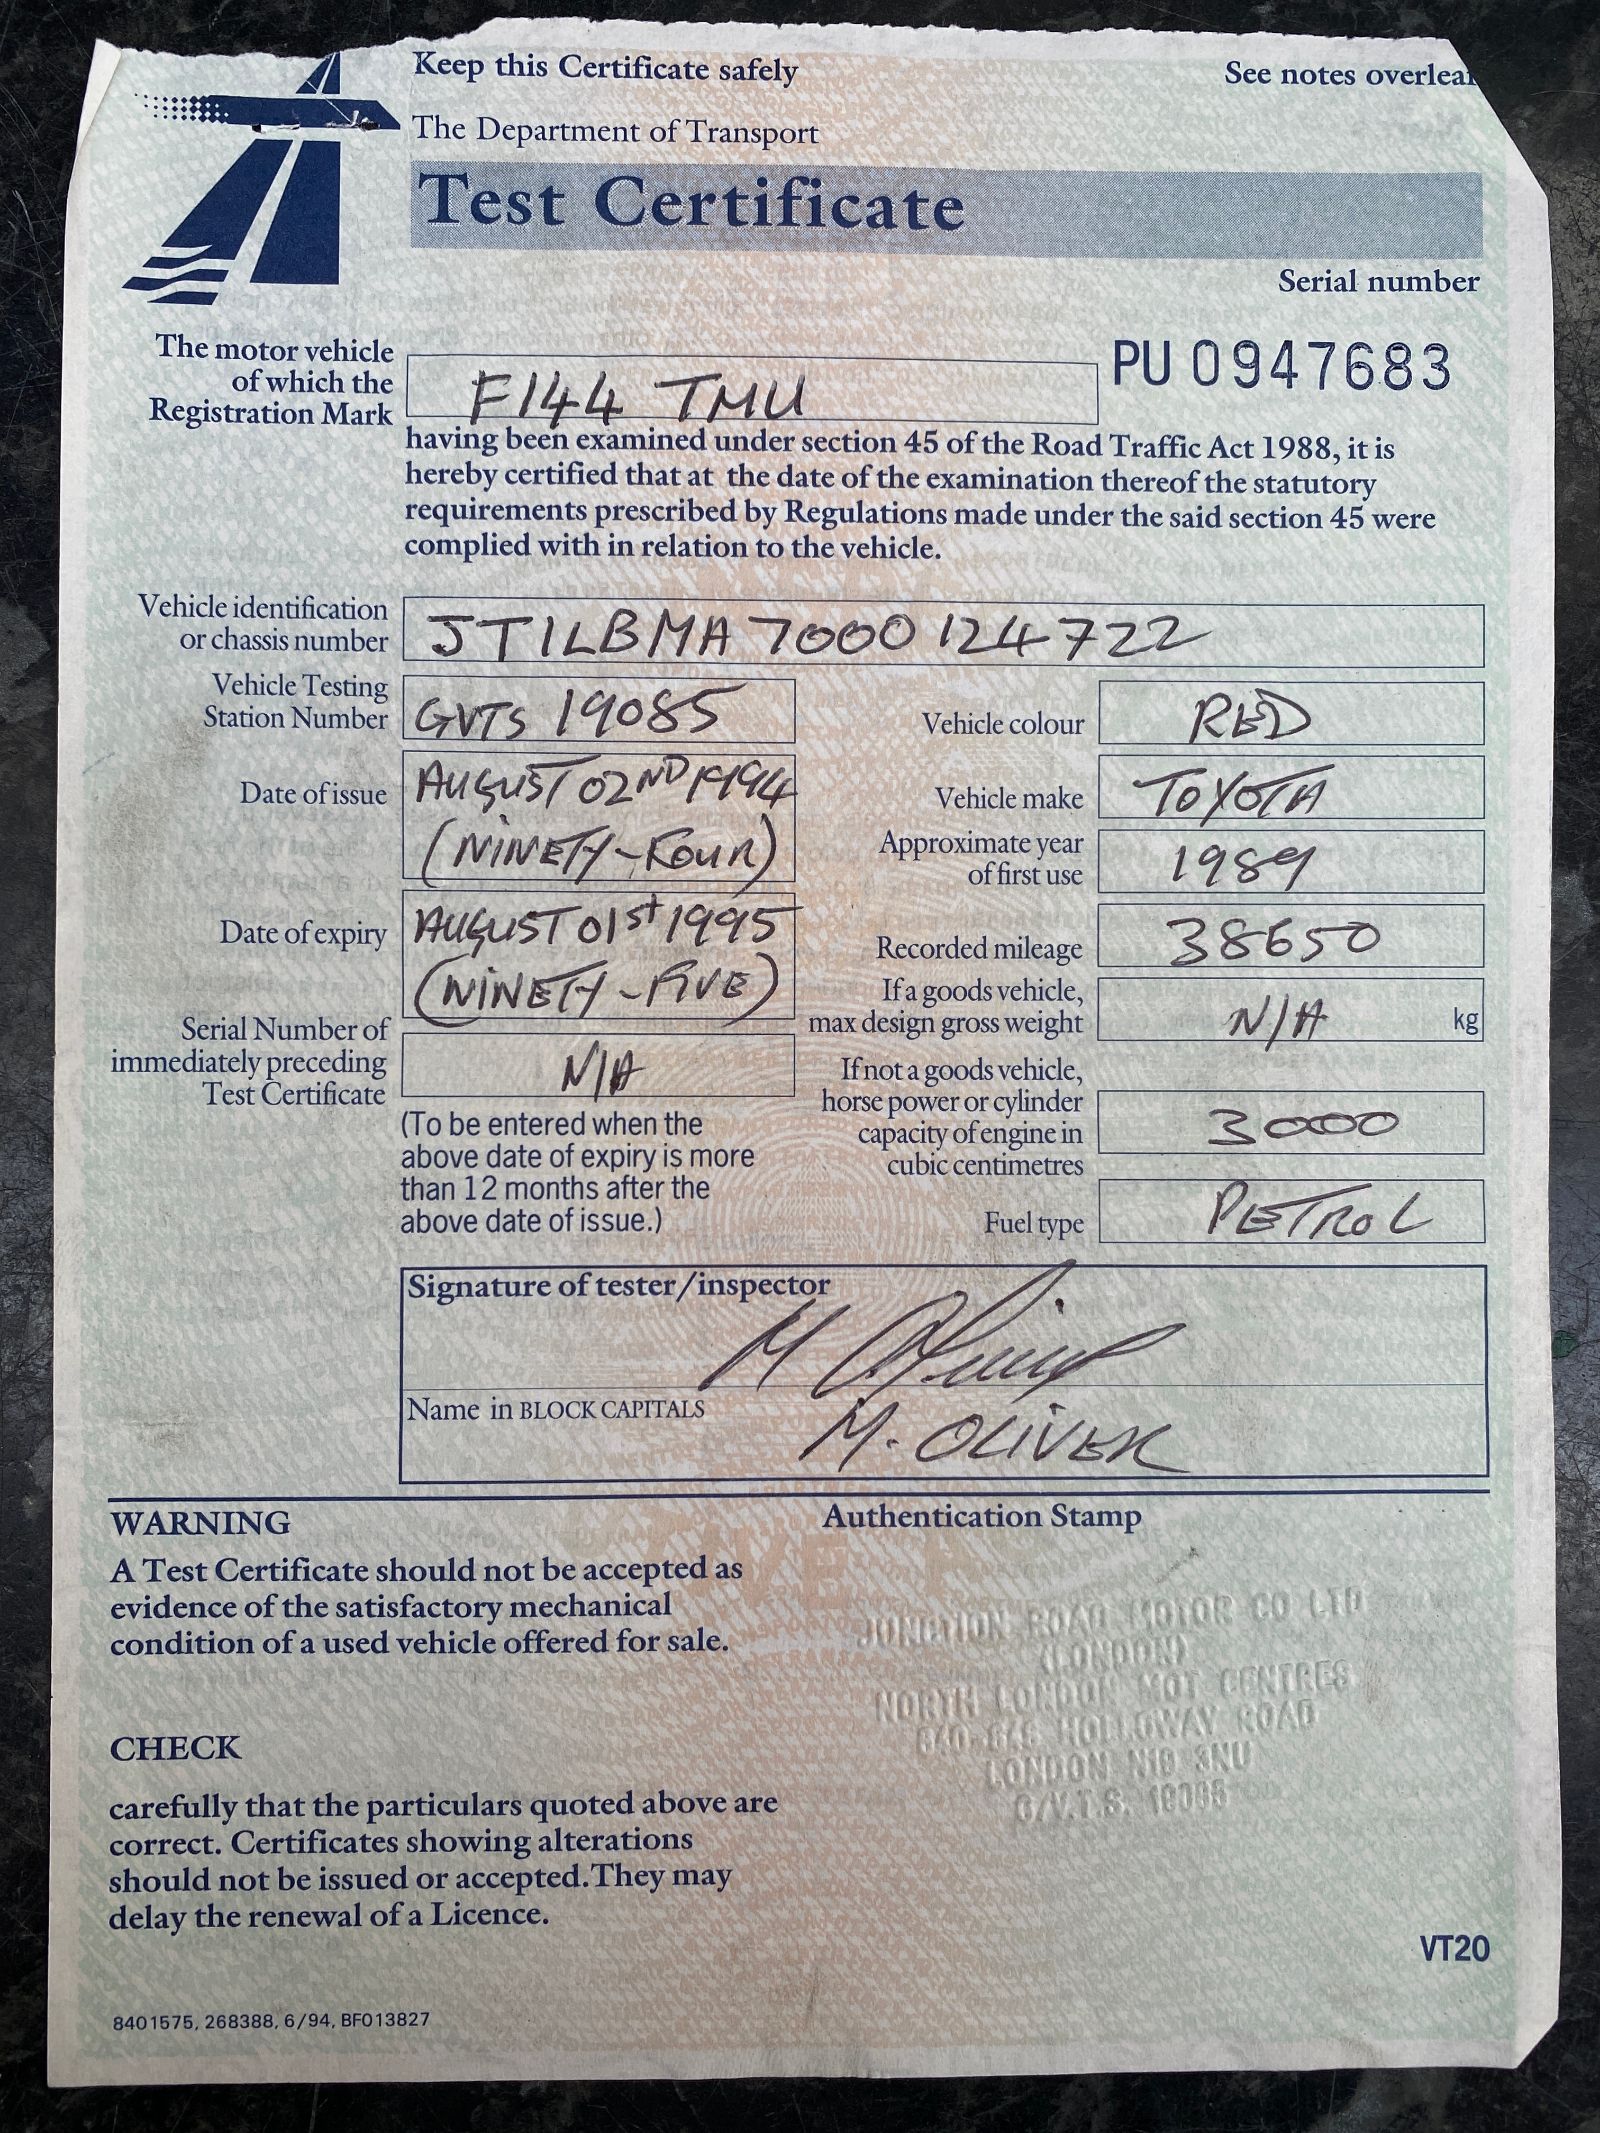 Keep this Certificate safely
See notes overlea
The Department of Transport
Test Certificate
Serial number
PU 0947683
The motor vehicle
of which the
Registration Mark
F144 TMU
having been examined under section 45 of the Road Traffic Act 1988, it is
hereby certified that at the date of the examination thereof the statutory
requirements prescribed by Regulations made under the said section 45 were
complied with in relation to the vehicle.
Vehicle identification
or chassis number
JT1LBMA7000124722
Vehicle Testing
Station Number
GVTS 19085
Vehicle colour
RED
Date of issue
AUGUST 02ND 1994
(NINETY-FOUR)
Vehicle make
TOYOTA
Approximate year
of first use
1989
Date of expiry
AUGUST 01st 1995
(NINETY-FIVE)
Recorded mileage
38650
If a goods vehicle,
max design gross weight
N/A kg
Serial Number of
immediately preceding
Test Certificate
N/A
(To be entered when the
above date of expiry is more
than 12 months after the
above date of issue.)
If not a goods vehicle,
horse power or cylinder
capacity of engine in
cubic centimetres
3000
Fuel type
PETROL
Signature of tester/inspector
M Oliver
Name in BLOCK CAPITALS
M. OLIVER
WARNING
A Test Certificate should not be accepted as
evidence of the satisfactory mechanical
condition of a used vehicle offered for sale.
Authentication Stamp
JUNCTION ROAD MOTOR CO LTD
(LONDON)
NORTH LONDON MOT CENTRES
HOLLOWAY ROAD
LONDON N19 3NU
G/V.T.S. 19085
CHECK
carefully that the particulars quoted above are
correct. Certificates showing alterations
should not be issued or accepted. They may
delay the renewal of a Licence.
VT20
8401575, 268388, 6/94, BF013827